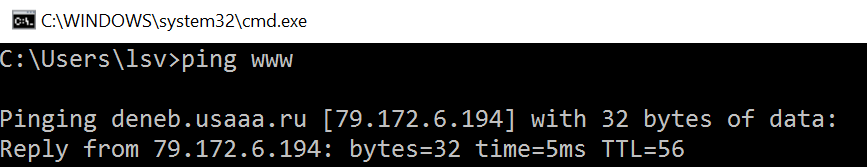 C:\WINDOWS\system32\cmd.exe
C:\Users\lsv>ping www
Pinging deneb.usaaa.ru [79.172.6.194] with 32 bytes of data:
Reply from 79.172.6.194: bytes=32 time=5ms TTL=56